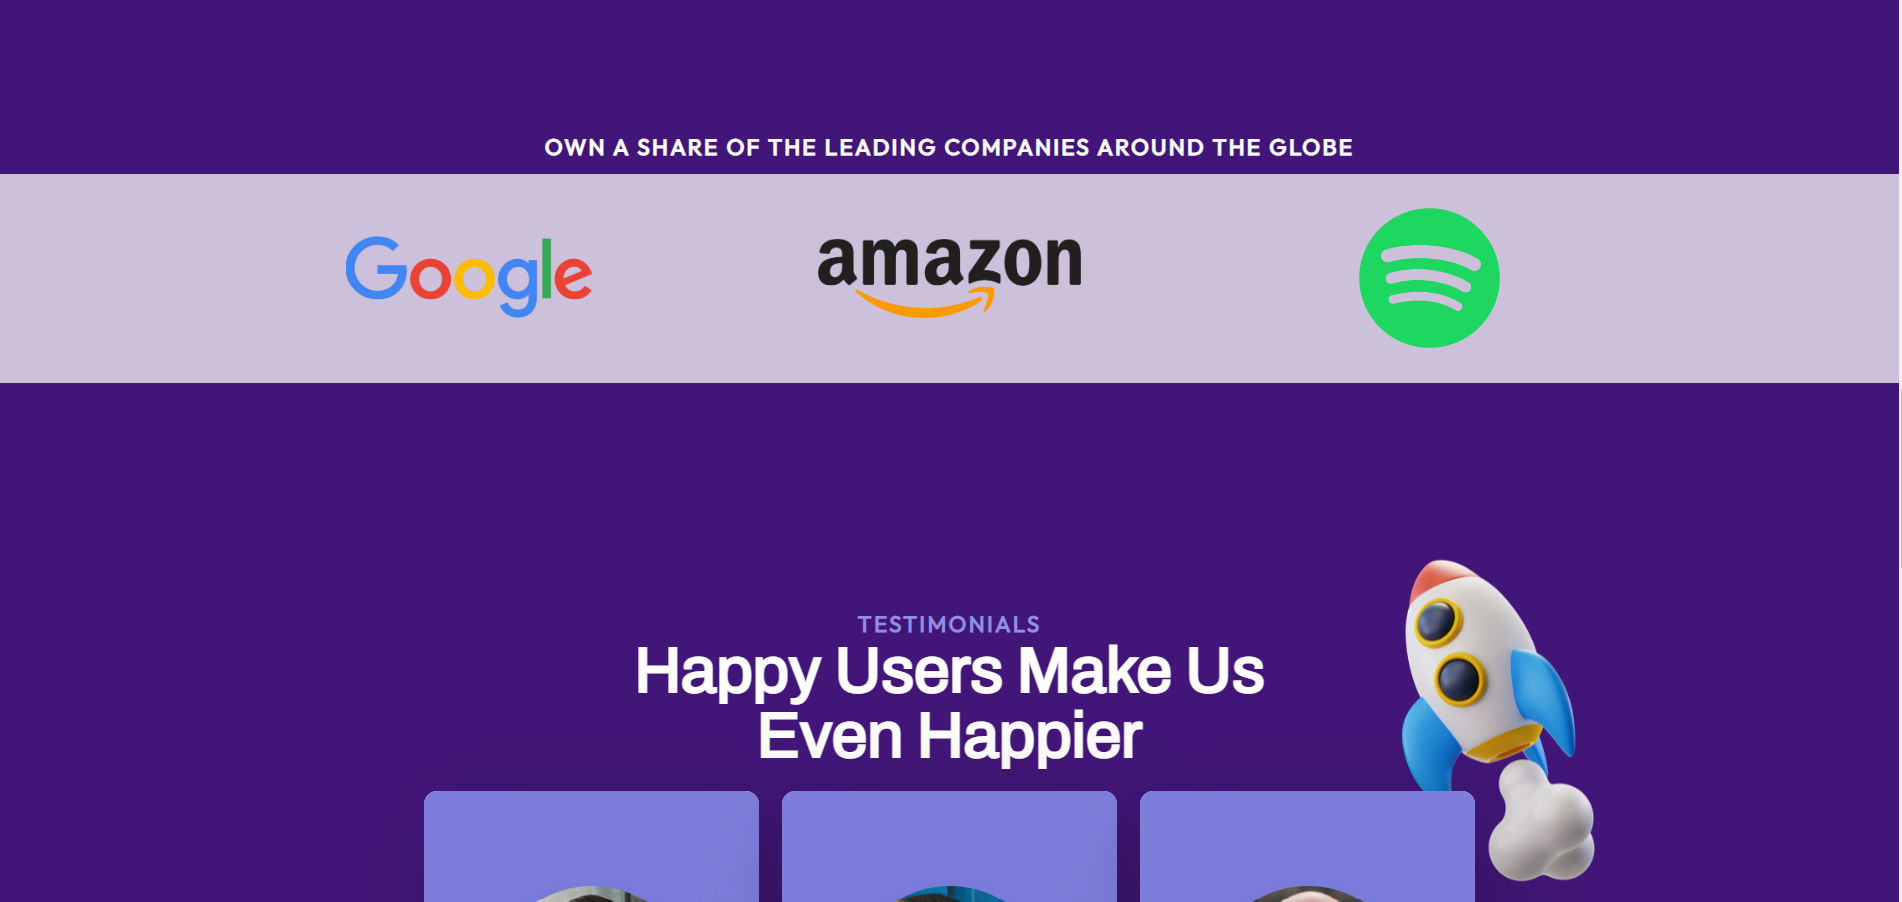 OWN A SHARE OF THE LEADING COMPANIES AROUND THE GLOBE
Google
amazon
TESTIMONIALS
Happy Users Make Us
Even Happier